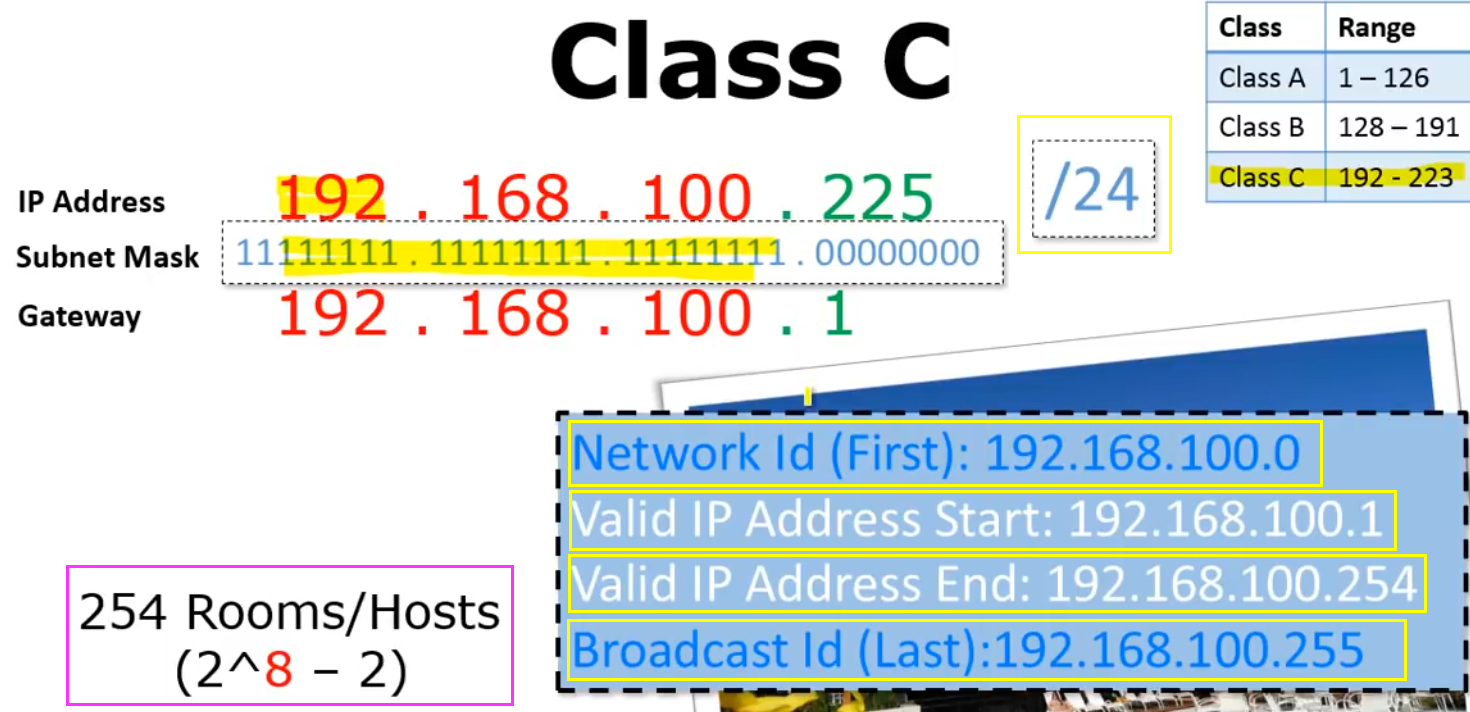 Class C
Class Range
Class A 1 – 126
Class B 128 – 191
Class C 192 - 223
IP Address 192 . 168 . 100 . 225 /24
Subnet Mask 11111111 . 11111111 . 11111111 . 00000000
Gateway 192 . 168 . 100 . 1
Network Id (First): 192.168.100.0
Valid IP Address Start: 192.168.100.1
Valid IP Address End: 192.168.100.254
Broadcast Id (Last):192.168.100.255
254 Rooms/Hosts
(2^8 – 2)